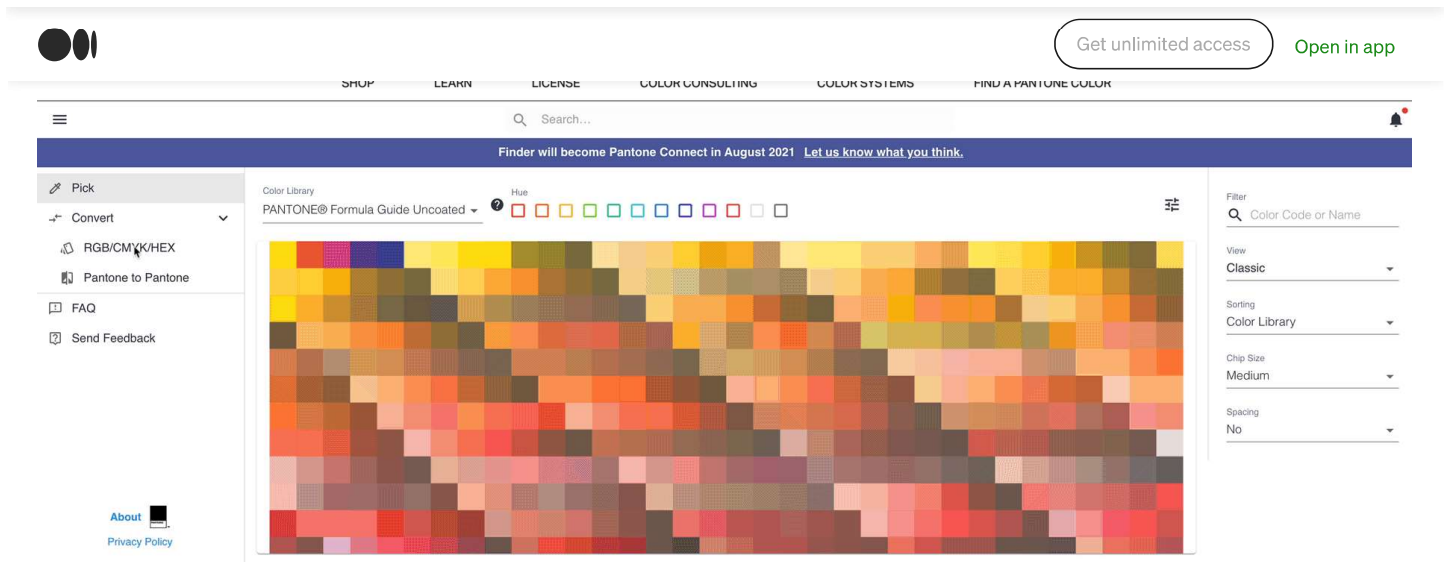 Get unlimited access Open in app
SHOP LEARN LICENSE COLOR CONSULTING COLOR SYSTEMS FIND A PANTONE COLOR
Search...
Finder will become Pantone Connect in August 2021 Let us know what you think.
Pick
Convert
RGB/CMYK/HEX
Pantone to Pantone
FAQ
Send Feedback
About
Privacy Policy
Color Library
PANTONE® Formula Guide Uncoated
Hue
Filter
Color Code or Name
View
Classic
Sorting
Color Library
Chip Size
Medium
Spacing
No